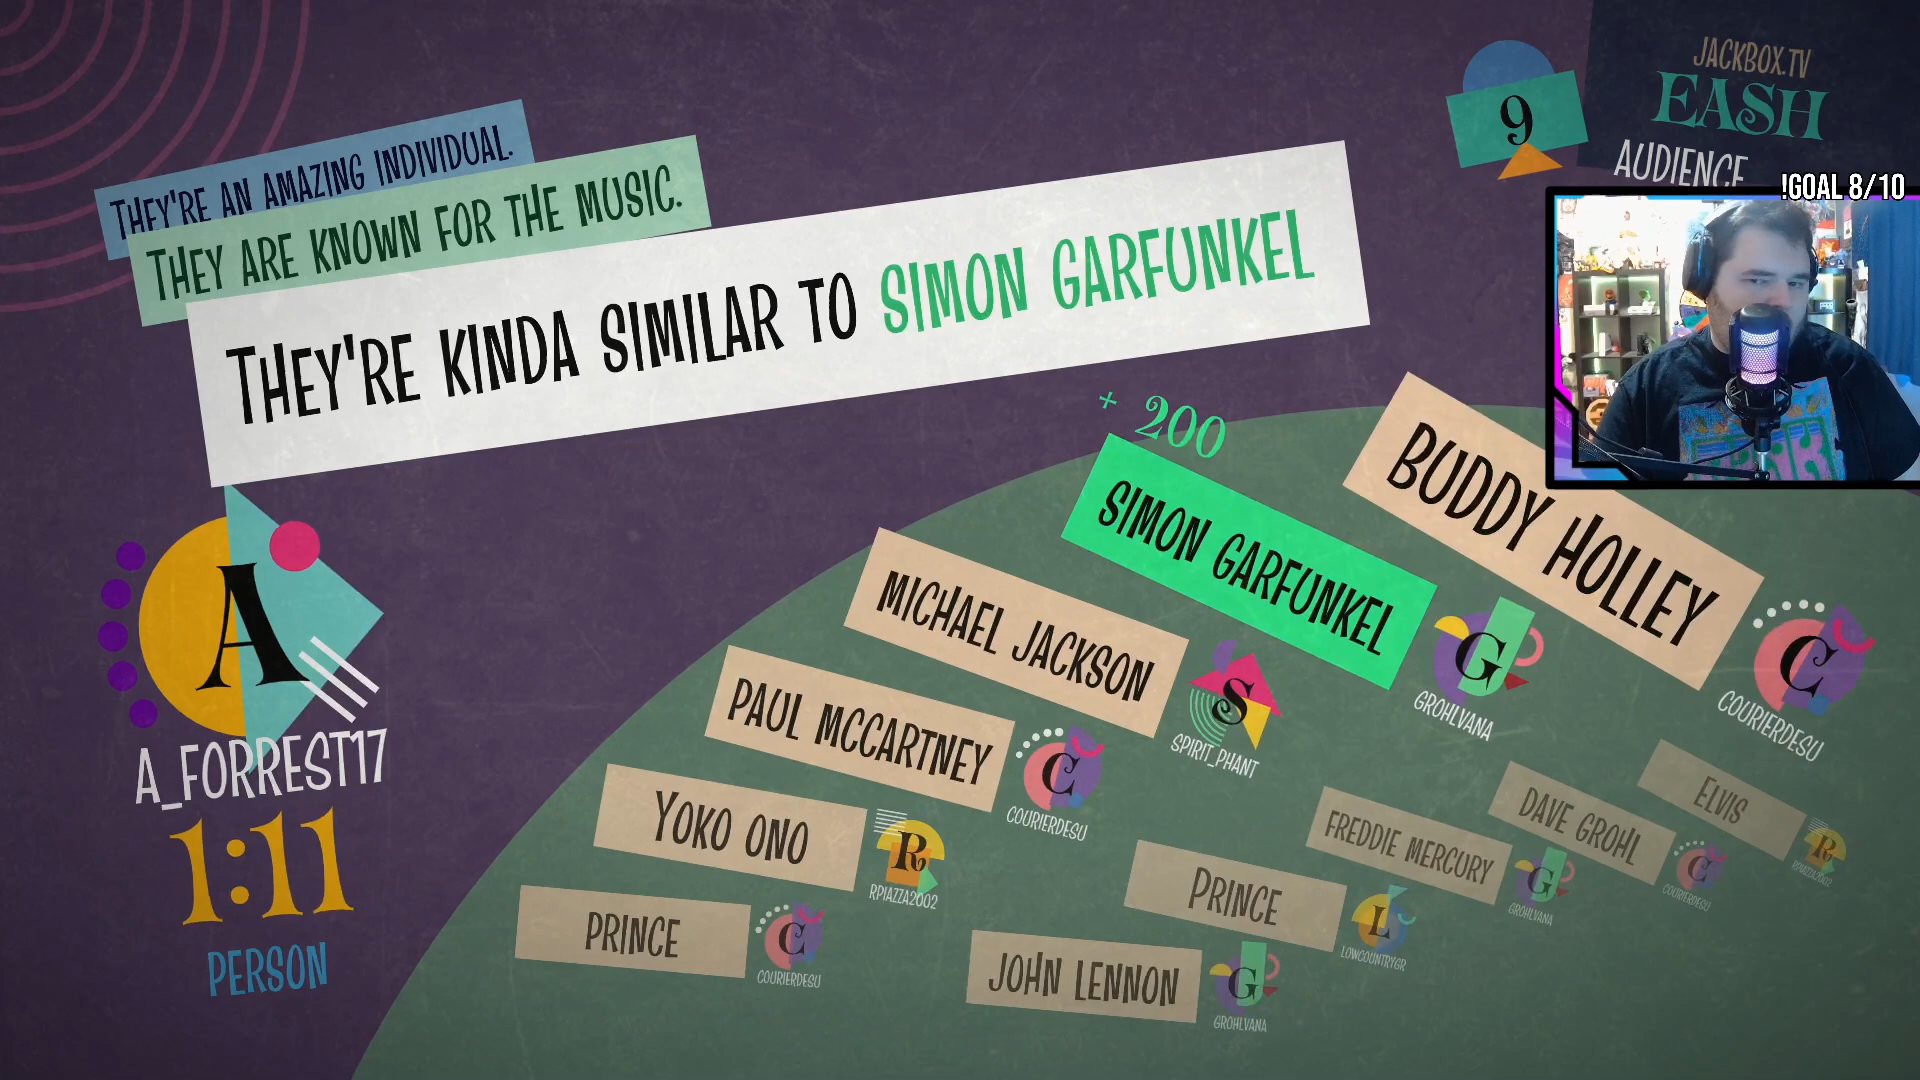 JACKBOX.TV
EASH
AUDIENCE
9
!GOAL 8/10
THEY'RE AN AMAZING INDIVIDUAL.
THEY ARE KNOWN FOR THE MUSIC.
THEY'RE KINDA SIMILAR TO SIMON GARFUNKEL
+ 200
BUDDY HOLLEY
C
COURIERDESU
SIMON GARFUNKEL
G
GROHLVANA
MICHAEL JACKSON
S
SPIRIT_PHANT
PAUL MCCARTNEY
C
COURIERDESU
YOKO ONO
R
RPIAZZA2002
PRINCE
C
COURIERDESU
ELVIS
R
RPIAZZA2002
DAVE GROHL
C
COURIERDESU
FREDDIE MERCURY
G
GROHLVANA
PRINCE
L
LOWCOUNTRYGR
JOHN LENNON
G
GROHLVANA
A
A_FORREST17
1:11
PERSON